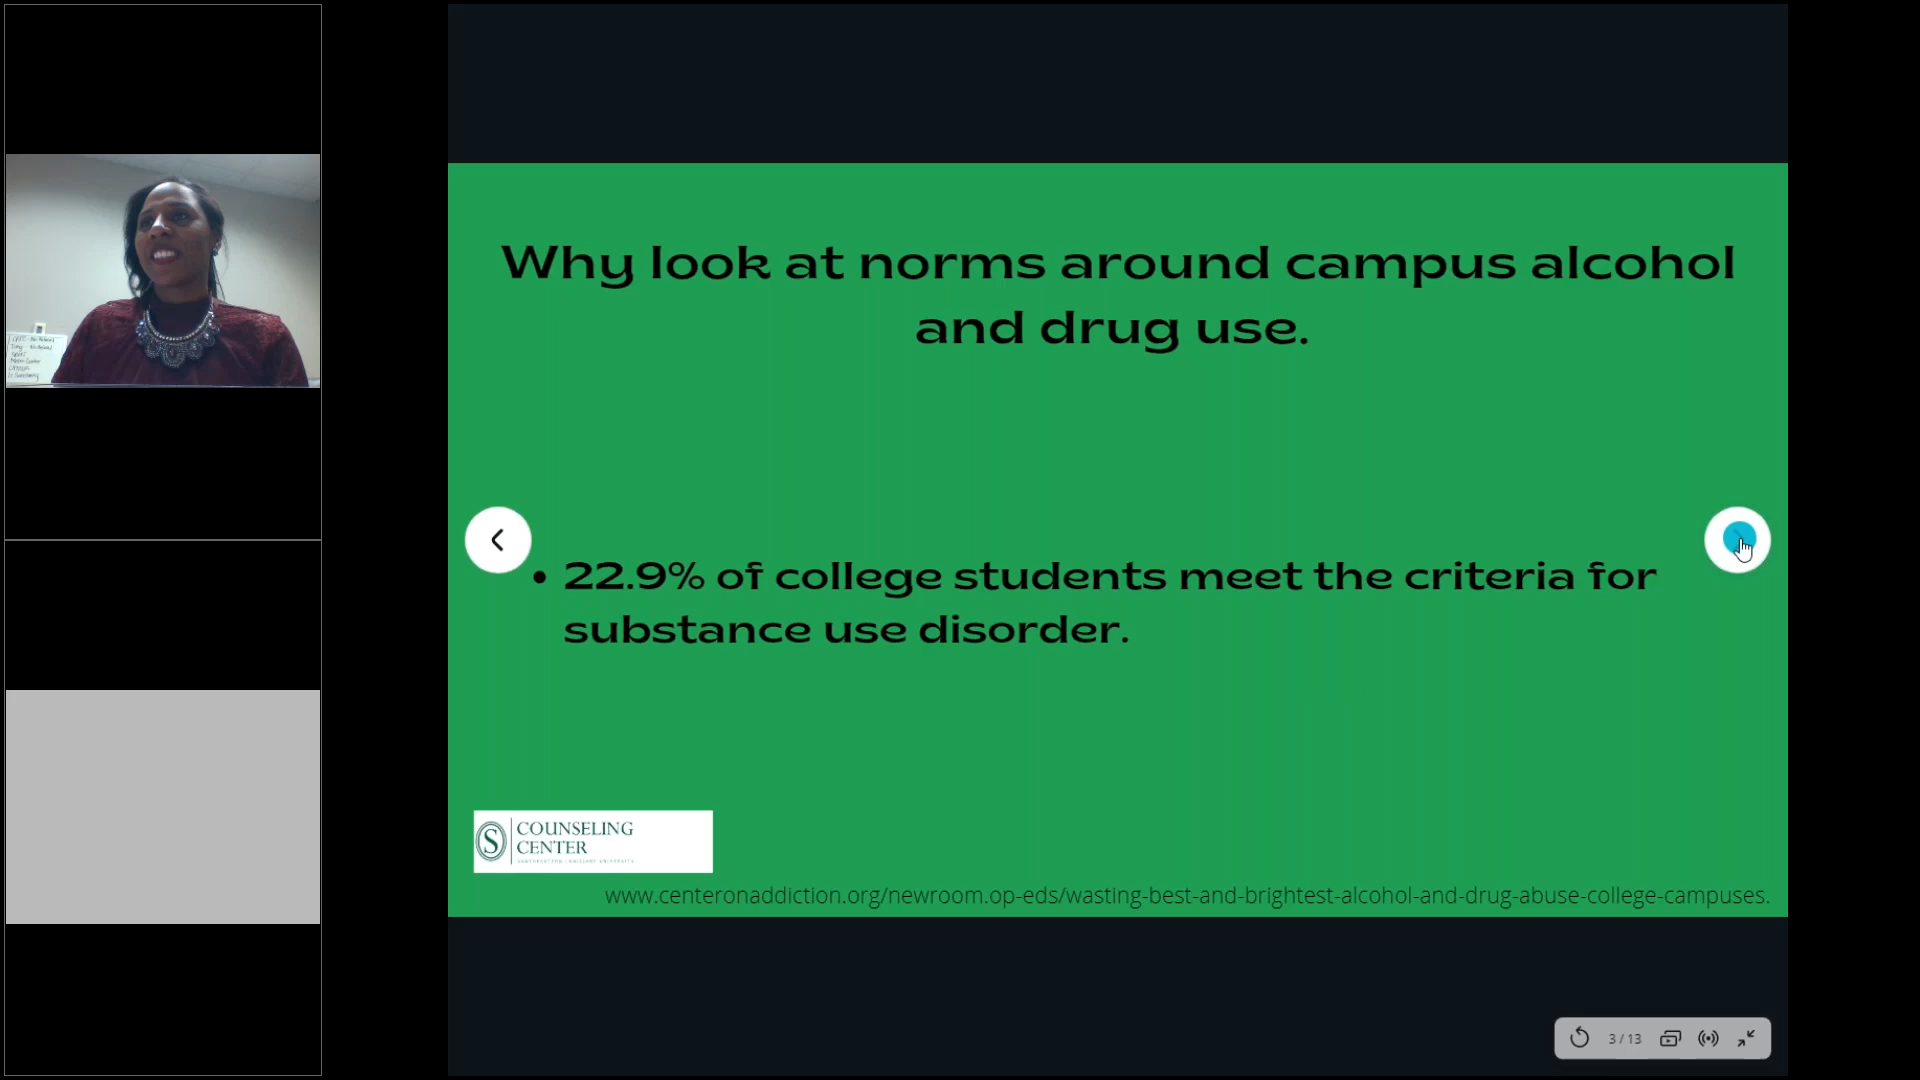 Why look at norms around campus alcohol
and drug use.
• 22.9% of college students meet the criteria for
substance use disorder.
COUNSELING
CENTER
www.centeronaddiction.org/newroom.op-eds/wasting-best-and-brightest-alcohol-and-drug-abuse-college-campuses.
3 / 13